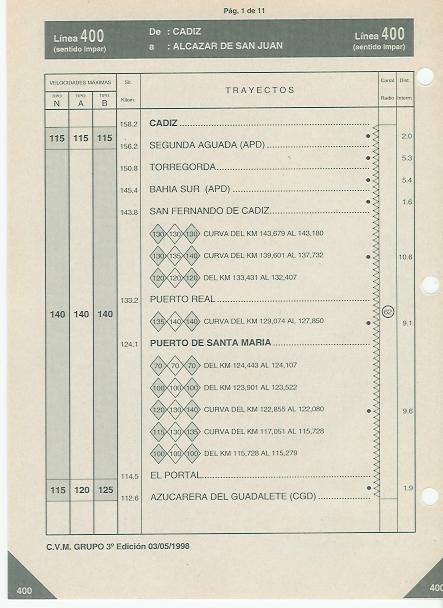 Pág. 1 de 11
Línea 400
(sentido impar)
De : CADIZ
a : ALCAZAR DE SAN JUAN
Línea 400
(sentido impar)
VELOCIDADES MÁXIMAS
TIPO N TIPO A TIPO B
Sit. Kilom.
TRAYECTOS
Canal Radio
Dist. Interm.
158.2 CADIZ
115 115 115 2.0
156.2 SEGUNDA AGUADA (APD)
5.3
150.8 TORREGORDA
5.4
145.4 BAHIA SUR (APD)
1.6
143.8 SAN FERNANDO DE CADIZ
130 130 130 CURVA DEL KM 143,679 AL 143,180
130 135 140 CURVA DEL KM 139,601 AL 137,732 10.6
120 120 120 DEL KM 133,431 AL 132,407
133.2 PUERTO REAL
140 140 140 62
135 140 140 CURVA DEL KM 129,074 AL 127,850 9.1
124.1 PUERTO DE SANTA MARIA
70 70 70 DEL KM 124,443 AL 124,107
100 100 100 DEL KM 123,901 AL 123,522
120 130 140 CURVA DEL KM 122,855 AL 122,080 9.6
115 130 135 CURVA DEL KM 117,051 AL 115,728
100 100 100 DEL KM 115,728 AL 115,279
114.5 EL PORTAL
115 120 125 1.9
112.6 AZUCARERA DEL GUADALETE (CGD)
C.V.M. GRUPO 3º Edición 03/05/1998
400
400